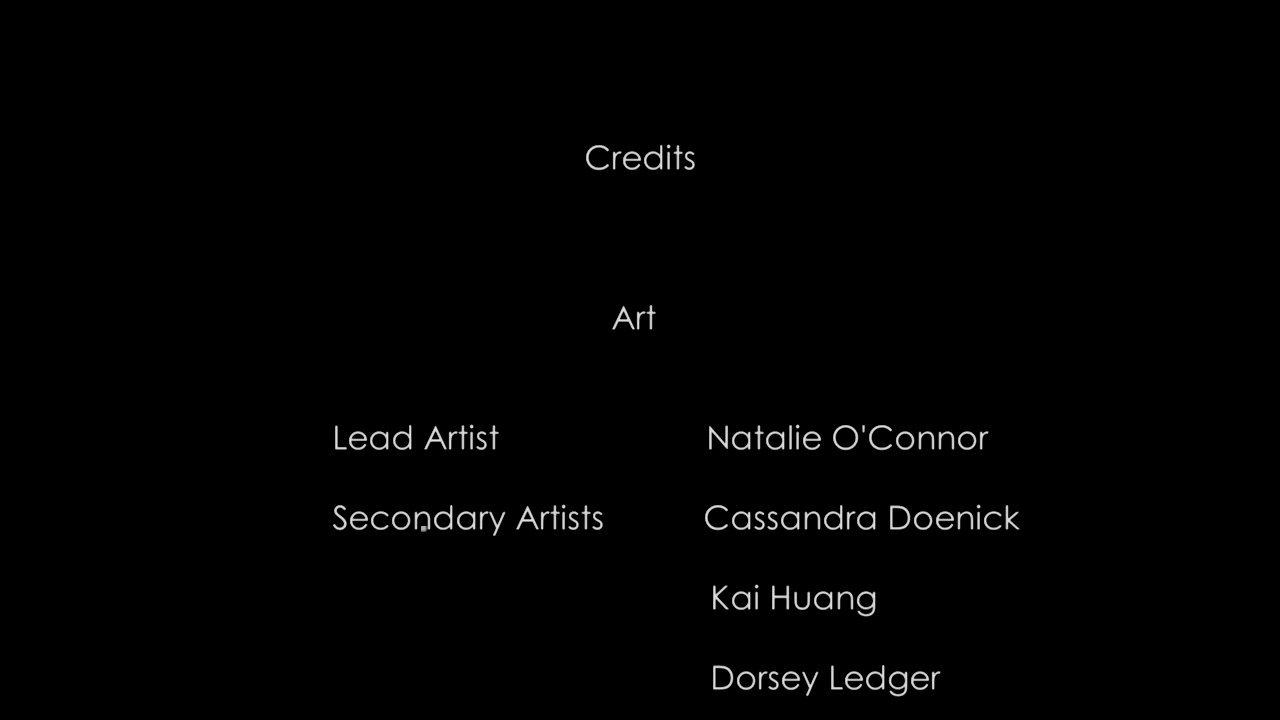 Credits
Art
Lead Artist Natalie O'Connor
Secondary Artists Cassandra Doenick
Kai Huang
Dorsey Ledger